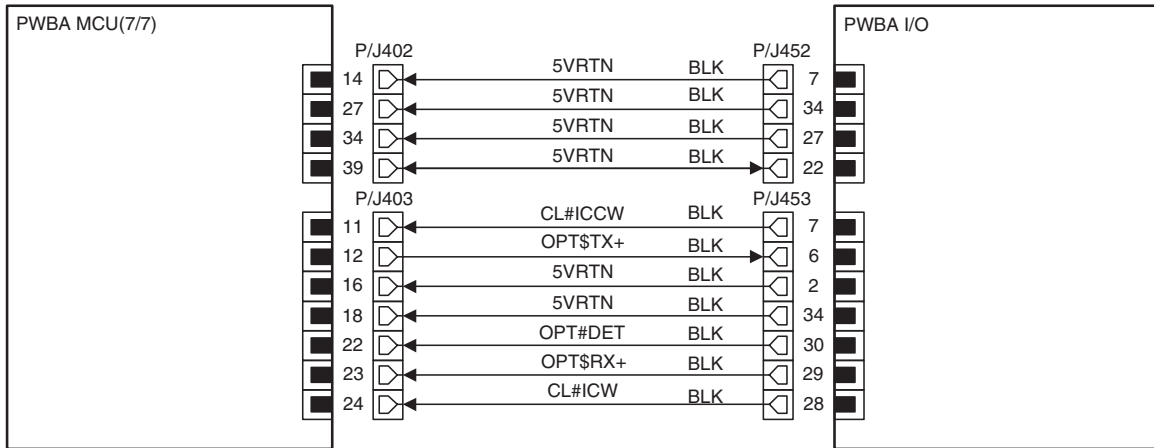 PWBA MCU(7/7) PWBA I/O
P/J402 P/J452
14 5VRTN BLK 7
27 5VRTN BLK 34
34 5VRTN BLK 27
39 5VRTN BLK 22
P/J403 P/J453
11 CL#ICCW BLK 7
12 OPT$TX+ BLK 6
16 5VRTN BLK 2
18 5VRTN BLK 34
22 OPT#DET BLK 30
23 OPT$RX+ BLK 29
24 CL#ICW BLK 28